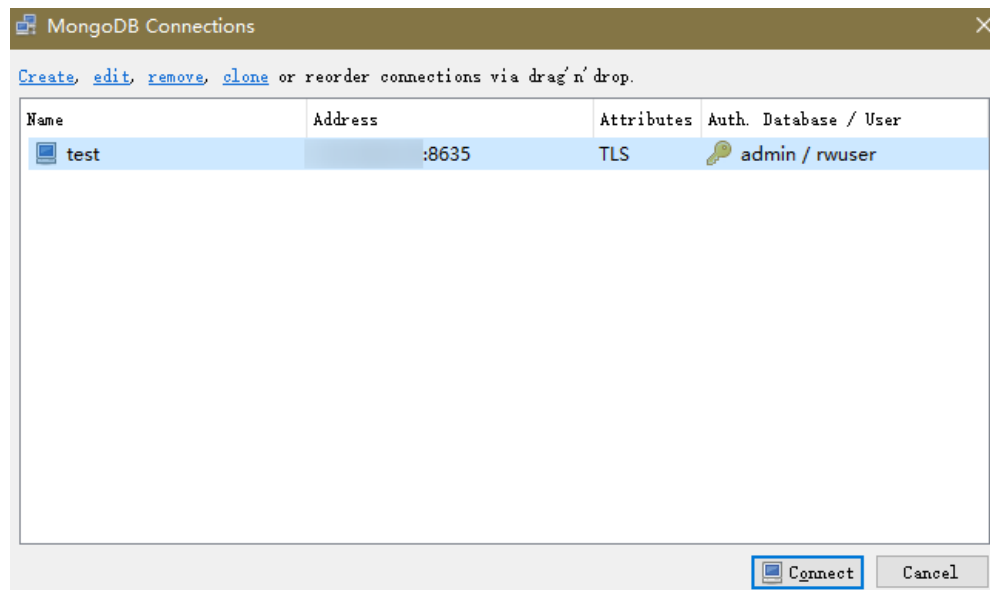 MongoDB Connections
Create, edit, remove, clone or reorder connections via drag'n'drop.
Name Address Attributes Auth. Database / User
test :8635 TLS admin / rwuser
Connect Cancel